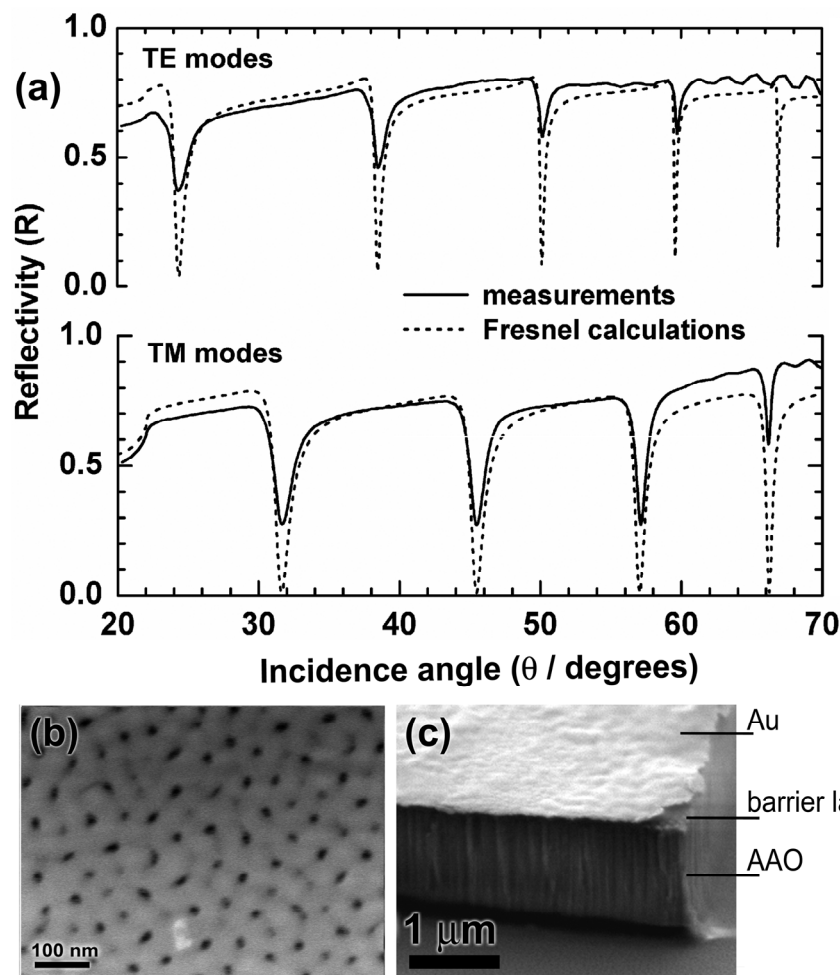 (a)
TE modes
1.0
0.5
0.0
measurements
Fresnel calculations
TM modes
1.0
0.5
0.0
Reflectivity (R)
20 30 40 50 60 70
Incidence angle (θ / degrees)
(b)
100 nm
(c)
Au
barrier la
AAO
1 μm